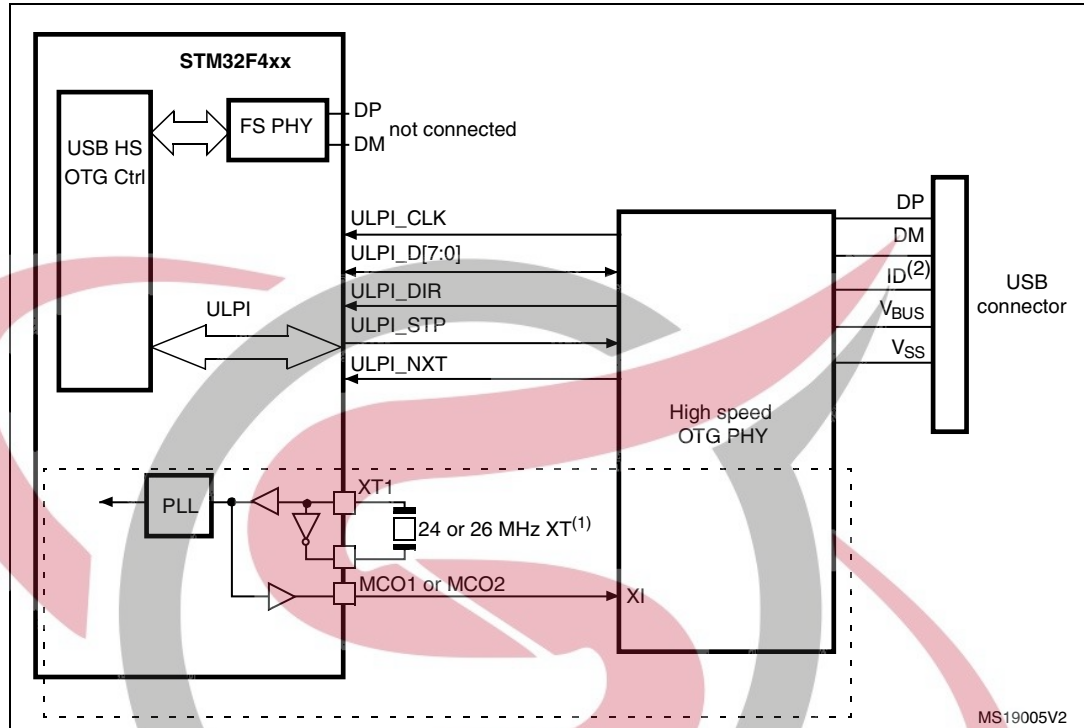 STM32F4xx
USB HS
OTG Ctrl
FS PHY
DP
DM
not connected
ULPI
ULPI_CLK
ULPI_D[7:0]
ULPI_DIR
ULPI_STP
ULPI_NXT
High speed
OTG PHY
DP
DM
ID(2)
VBUS
VSS
USB
connector
PLL
XT1
24 or 26 MHz XT(1)
MCO1 or MCO2
XI
MS19005V2